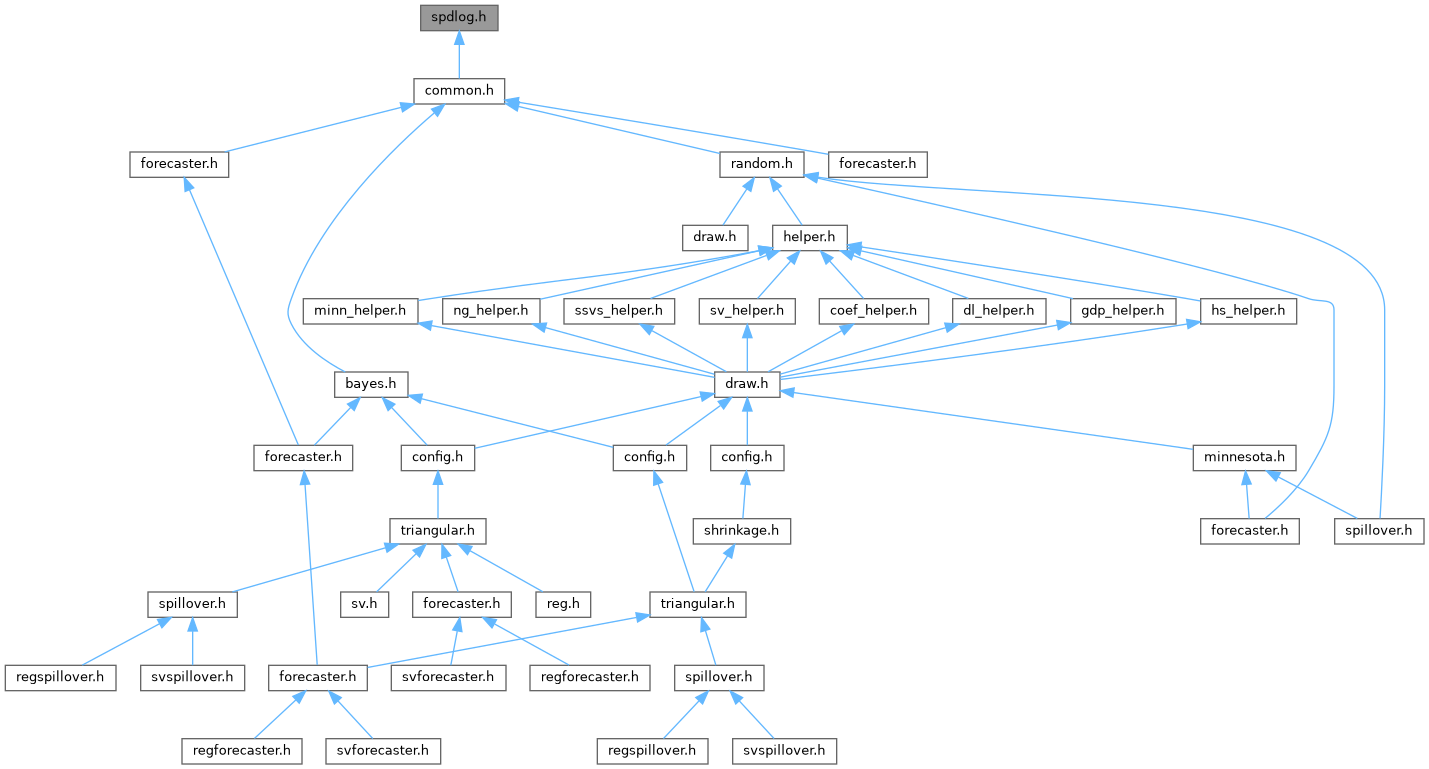 spdlog.h
common.h
forecaster.h
random.h
forecaster.h
draw.h
helper.h
minn_helper.h
ng_helper.h
ssvs_helper.h
sv_helper.h
coef_helper.h
dl_helper.h
gdp_helper.h
hs_helper.h
bayes.h
draw.h
forecaster.h
config.h
config.h
config.h
minnesota.h
triangular.h
shrinkage.h
forecaster.h
spillover.h
spillover.h
sv.h
forecaster.h
reg.h
triangular.h
regspillover.h
svspillover.h
forecaster.h
svforecaster.h
regforecaster.h
spillover.h
regforecaster.h
svforecaster.h
regspillover.h
svspillover.h